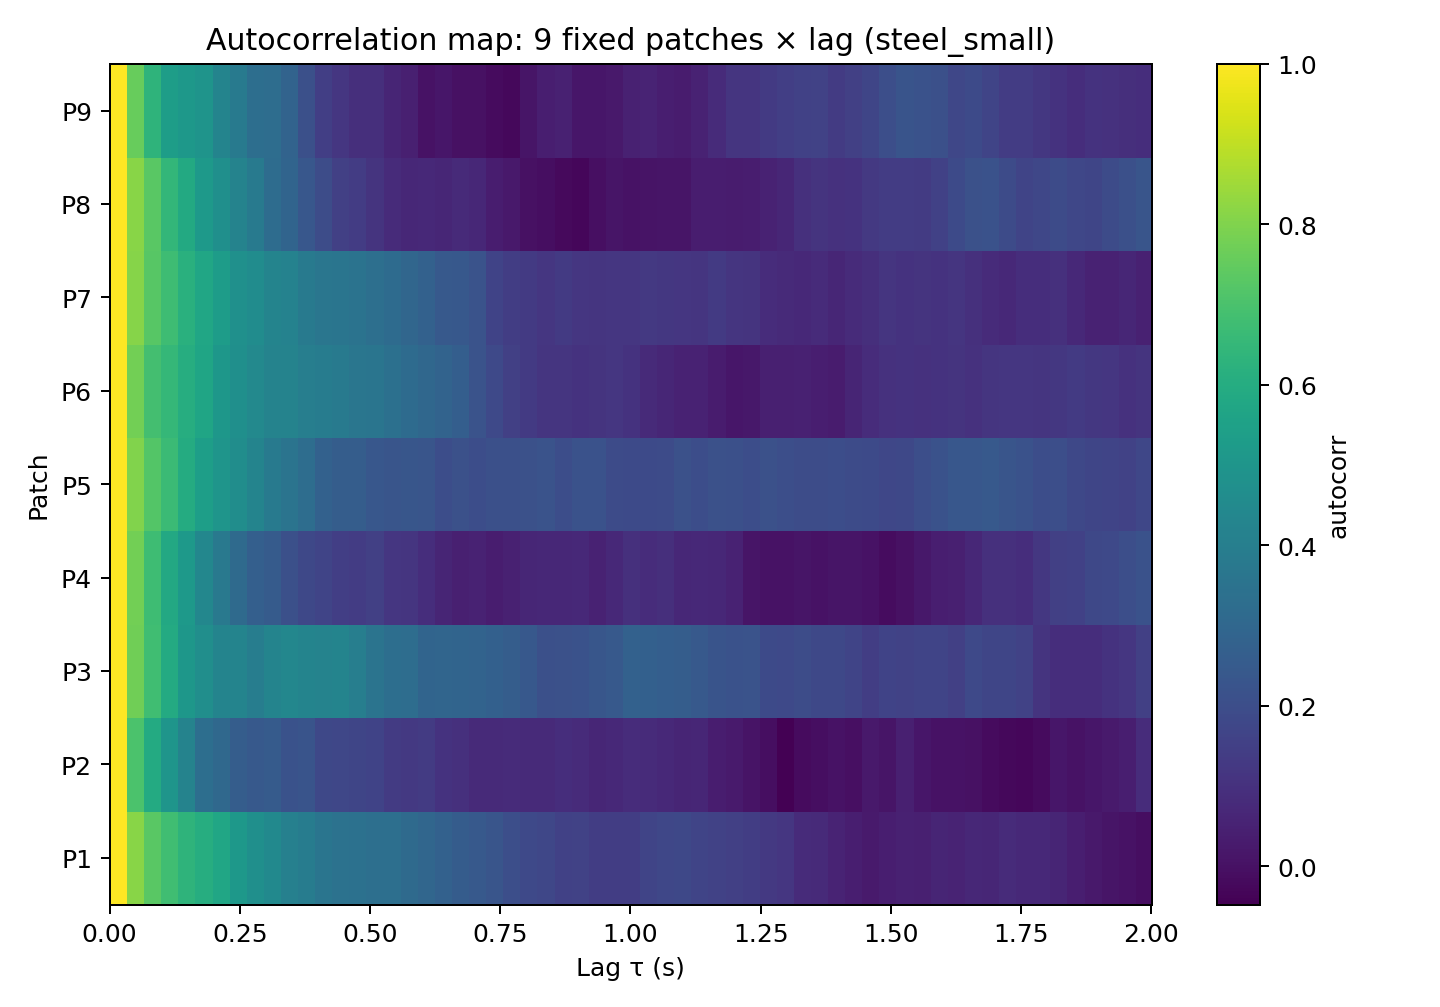 Autocorrelation map: 9 fixed patches × lag (steel_small)
P9
P8
P7
P6
P5
P4
P3
P2
P1
Patch
0.00 0.25 0.50 0.75 1.00 1.25 1.50 1.75 2.00
Lag τ (s)
1.0
0.8
0.6
0.4
0.2
0.0
autocorr